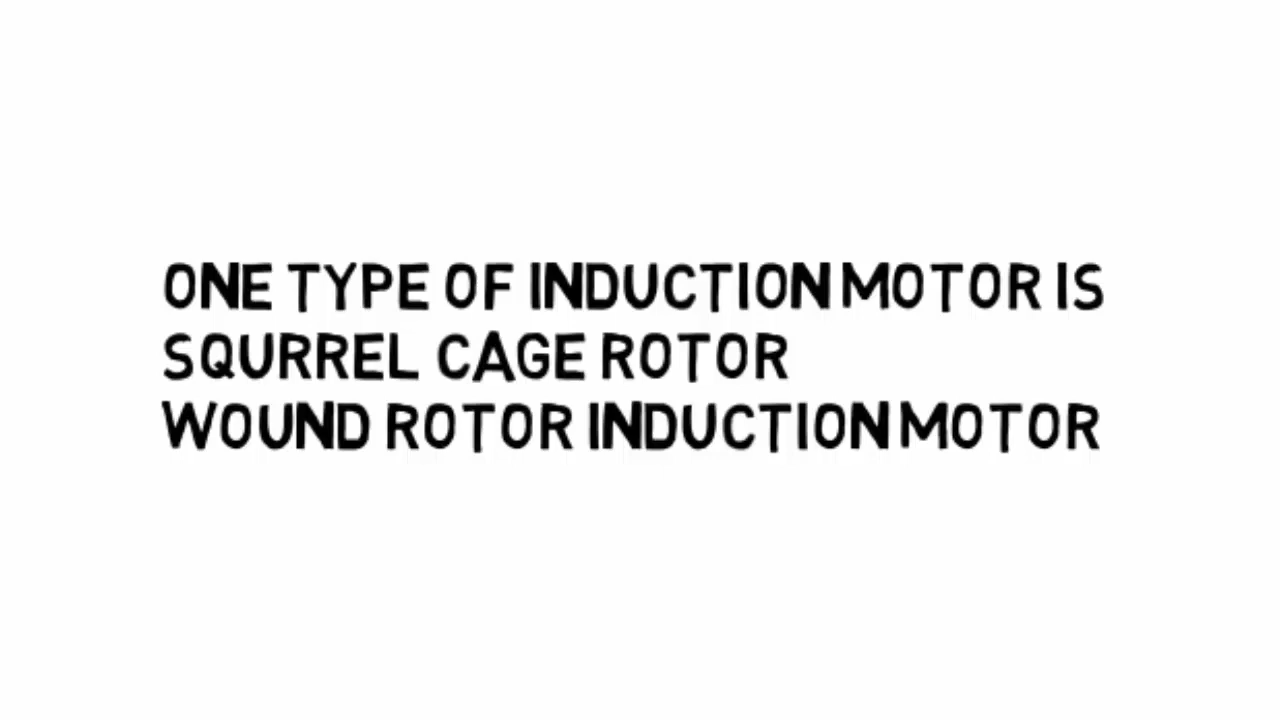 ONE TYPE OF INDUCTION MOTOR IS
SQURREL CAGE ROTOR
WOUND ROTOR INDUCTION MOTOR